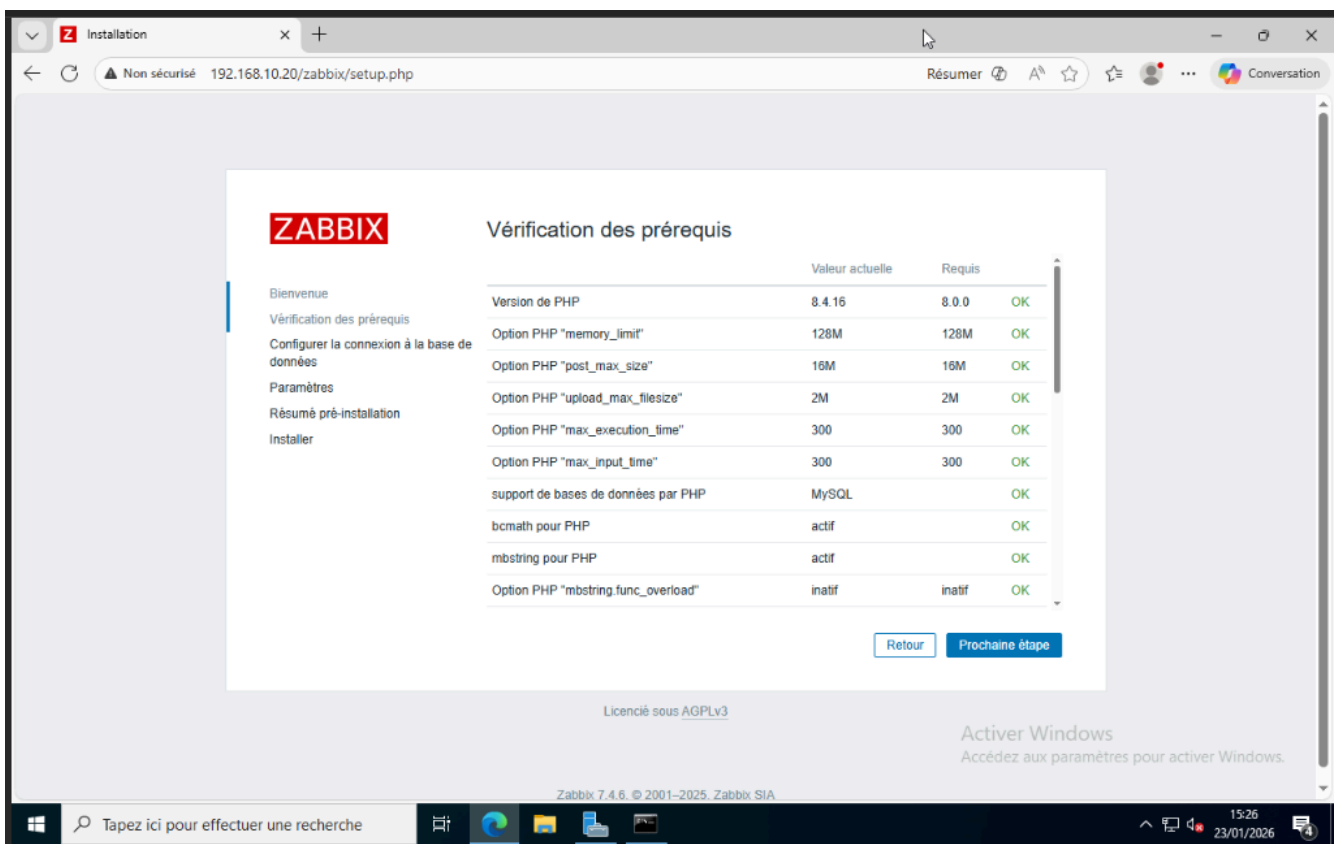 Installation
Non sécurisé 192.168.10.20/zabbix/setup.php Résumer Conversation
ZABBIX
Vérification des prérequis
Bienvenue
Vérification des prérequis
Configurer la connexion à la base de
données
Paramètres
Résumé pré-installation
Installer
Valeur actuelle Requis
Version de PHP 8.4.16 8.0.0 OK
Option PHP "memory_limit" 128M 128M OK
Option PHP "post_max_size" 16M 16M OK
Option PHP "upload_max_filesize" 2M 2M OK
Option PHP "max_execution_time" 300 300 OK
Option PHP "max_input_time" 300 300 OK
support de bases de données par PHP MySQL OK
bcmath pour PHP actif OK
mbstring pour PHP actif OK
Option PHP "mbstring.func_overload" inatif inatif OK
Retour Prochaine étape
Licencié sous AGPLv3
Activer Windows
Accédez aux paramètres pour activer Windows.
Zabbix 7.4.6. © 2001–2025, Zabbix SIA
Tapez ici pour effectuer une recherche
15:26
23/01/2026
4